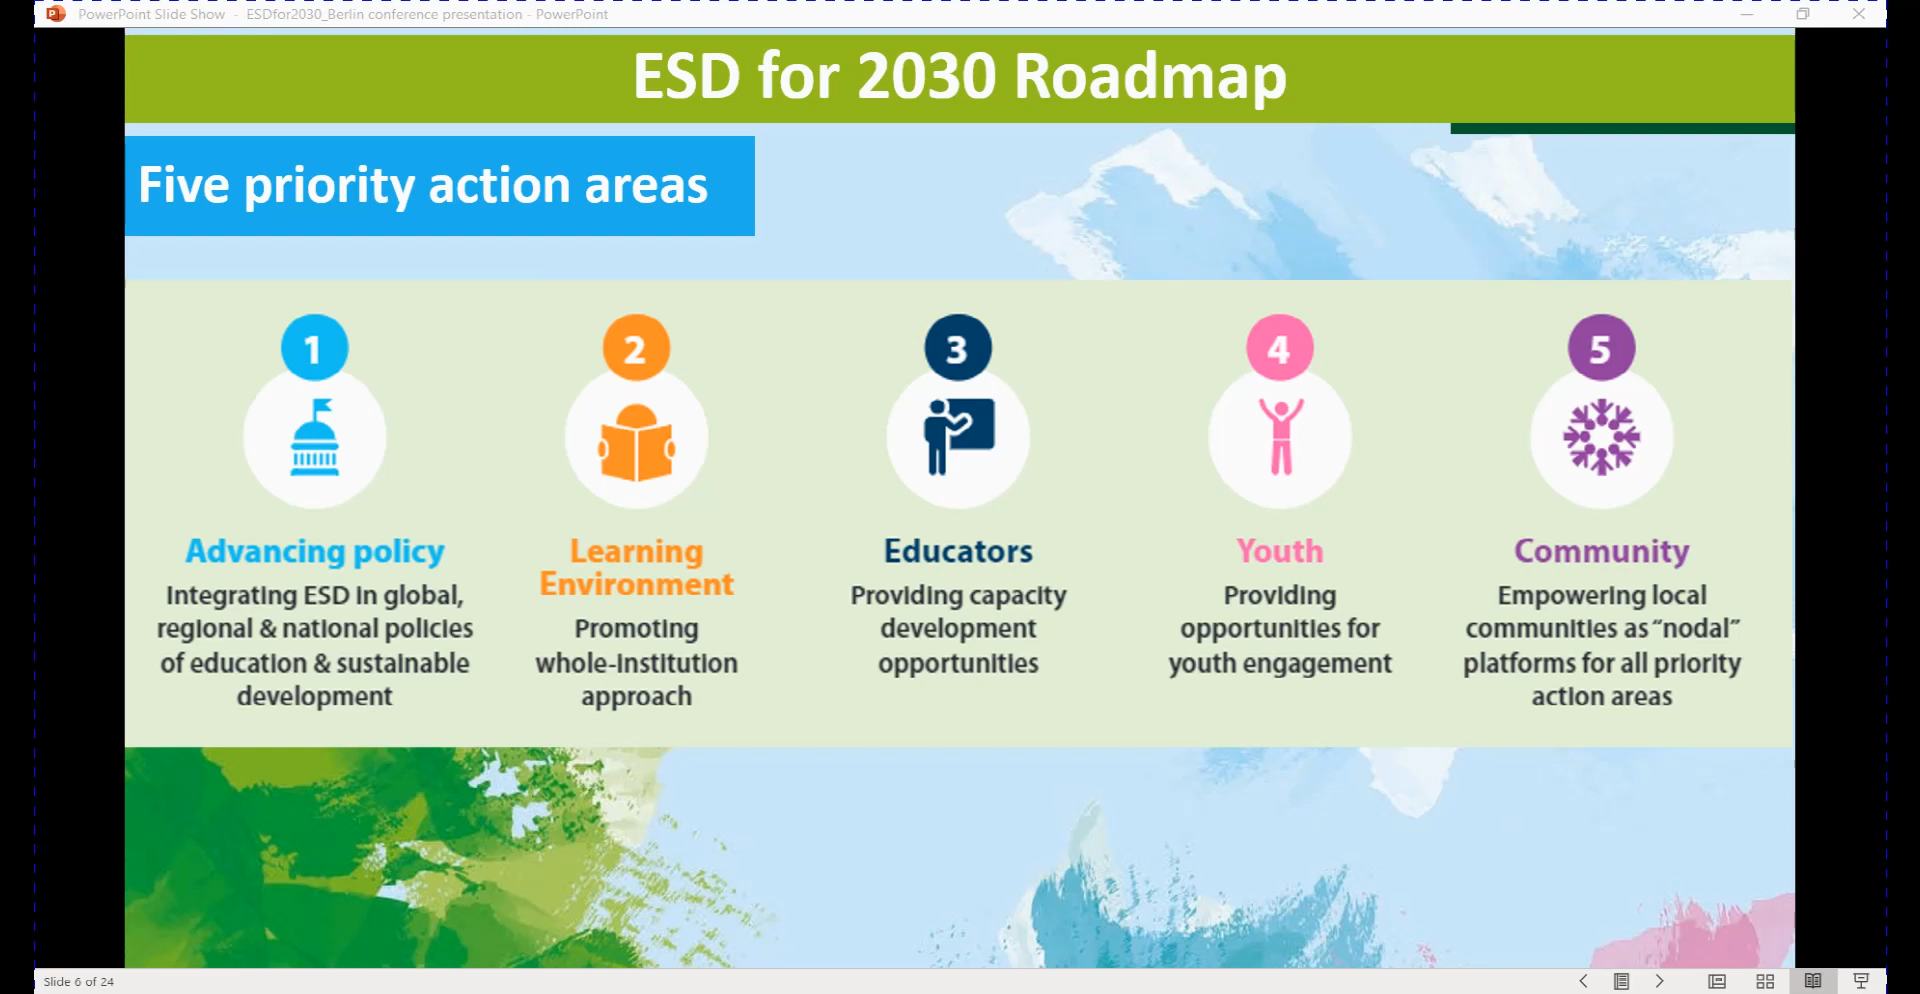 PowerPoint Slide Show - ESDfor2030_Berlin conference presentation - PowerPoint
ESD for 2030 Roadmap
Five priority action areas
1
Advancing policy
Integrating ESD in global,
regional & national policies
of education & sustainable
development
2
Learning
Environment
Promoting
whole-institution
approach
3
Educators
Providing capacity
development
opportunities
4
Youth
Providing
opportunities for
youth engagement
5
Community
Empowering local
communities as “nodal”
platforms for all priority
action areas
Slide 6 of 24